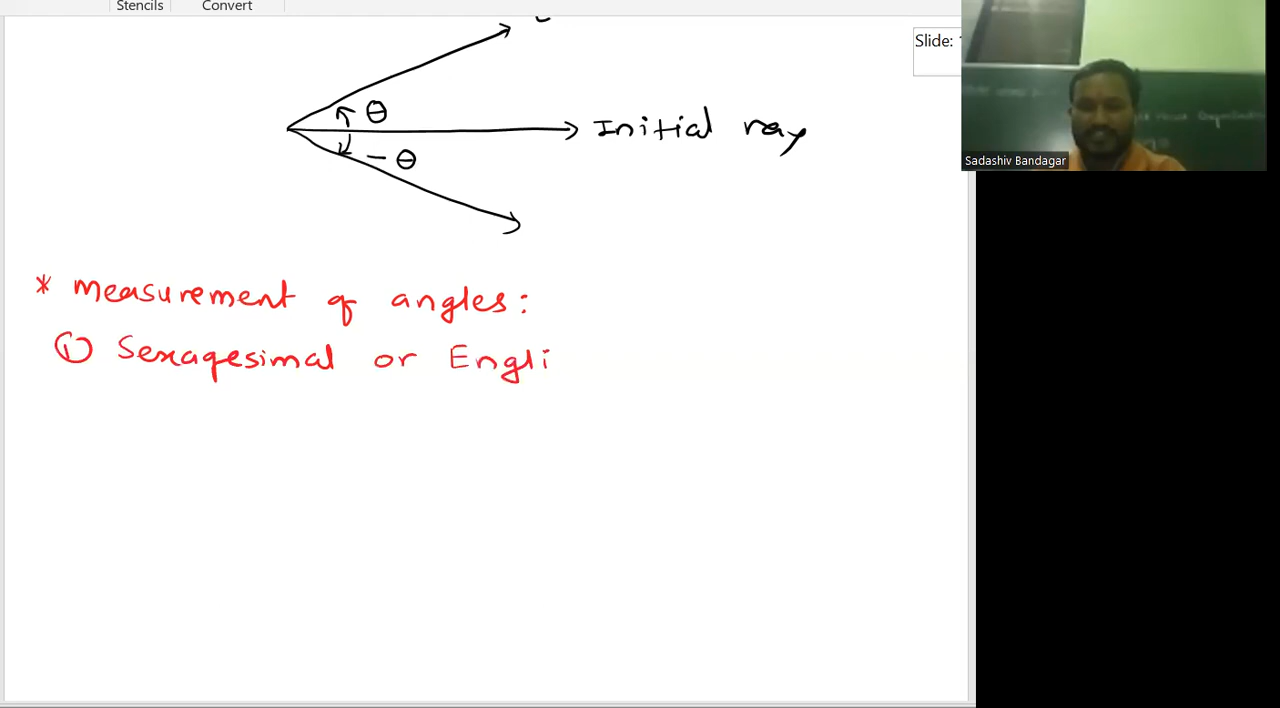 Stencils Convert
Slide:
θ
Initial ray
- θ
Sadashiv Bandagar
* Measurement of angles:
① Sexagesimal or Engli